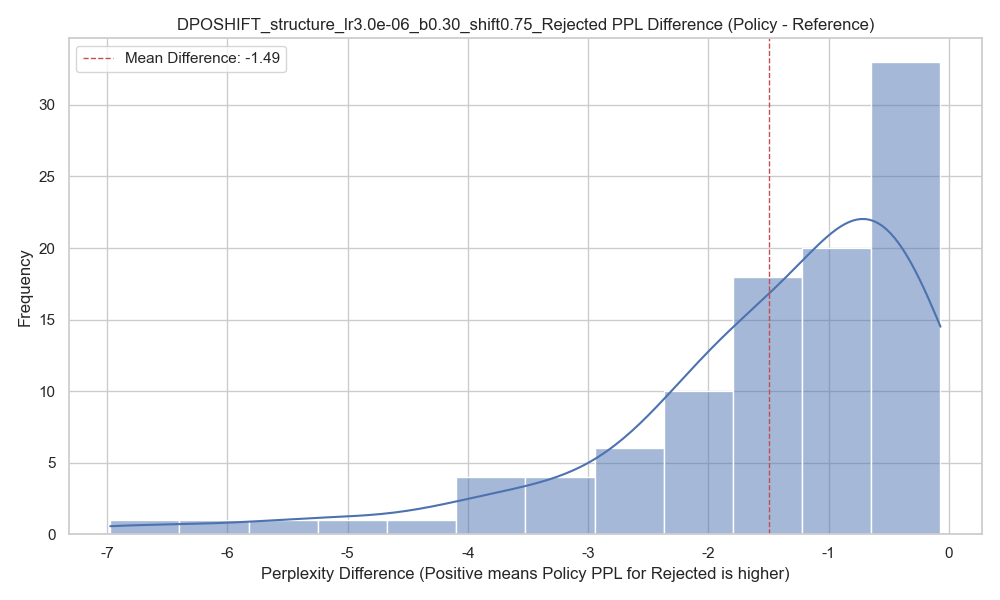 DPOSHIFT_structure_lr3.0e-06_b0.30_shift0.75_Rejected PPL Difference (Policy - Reference)
Mean Difference: -1.49
Frequency
30
25
20
15
10
5
0
-7 -6 -5 -4 -3 -2 -1 0
Perplexity Difference (Positive means Policy PPL for Rejected is higher)